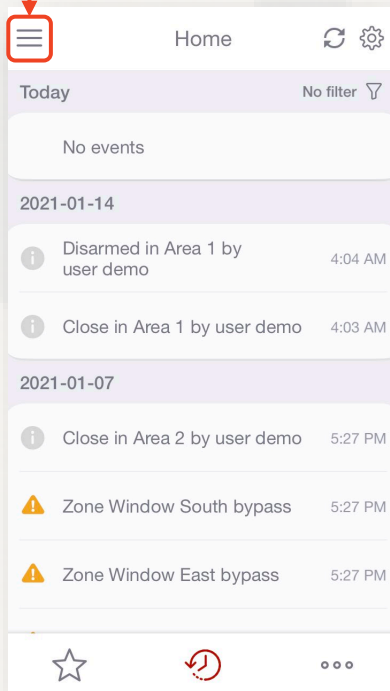 Home
Today
No filter
No events
2021-01-14
Disarmed in Area 1 by
user demo
4:04 AM
Close in Area 1 by user demo
4:03 AM
2021-01-07
Close in Area 2 by user demo
5:27 PM
Zone Window South bypass
5:27 PM
Zone Window East bypass
5:27 PM